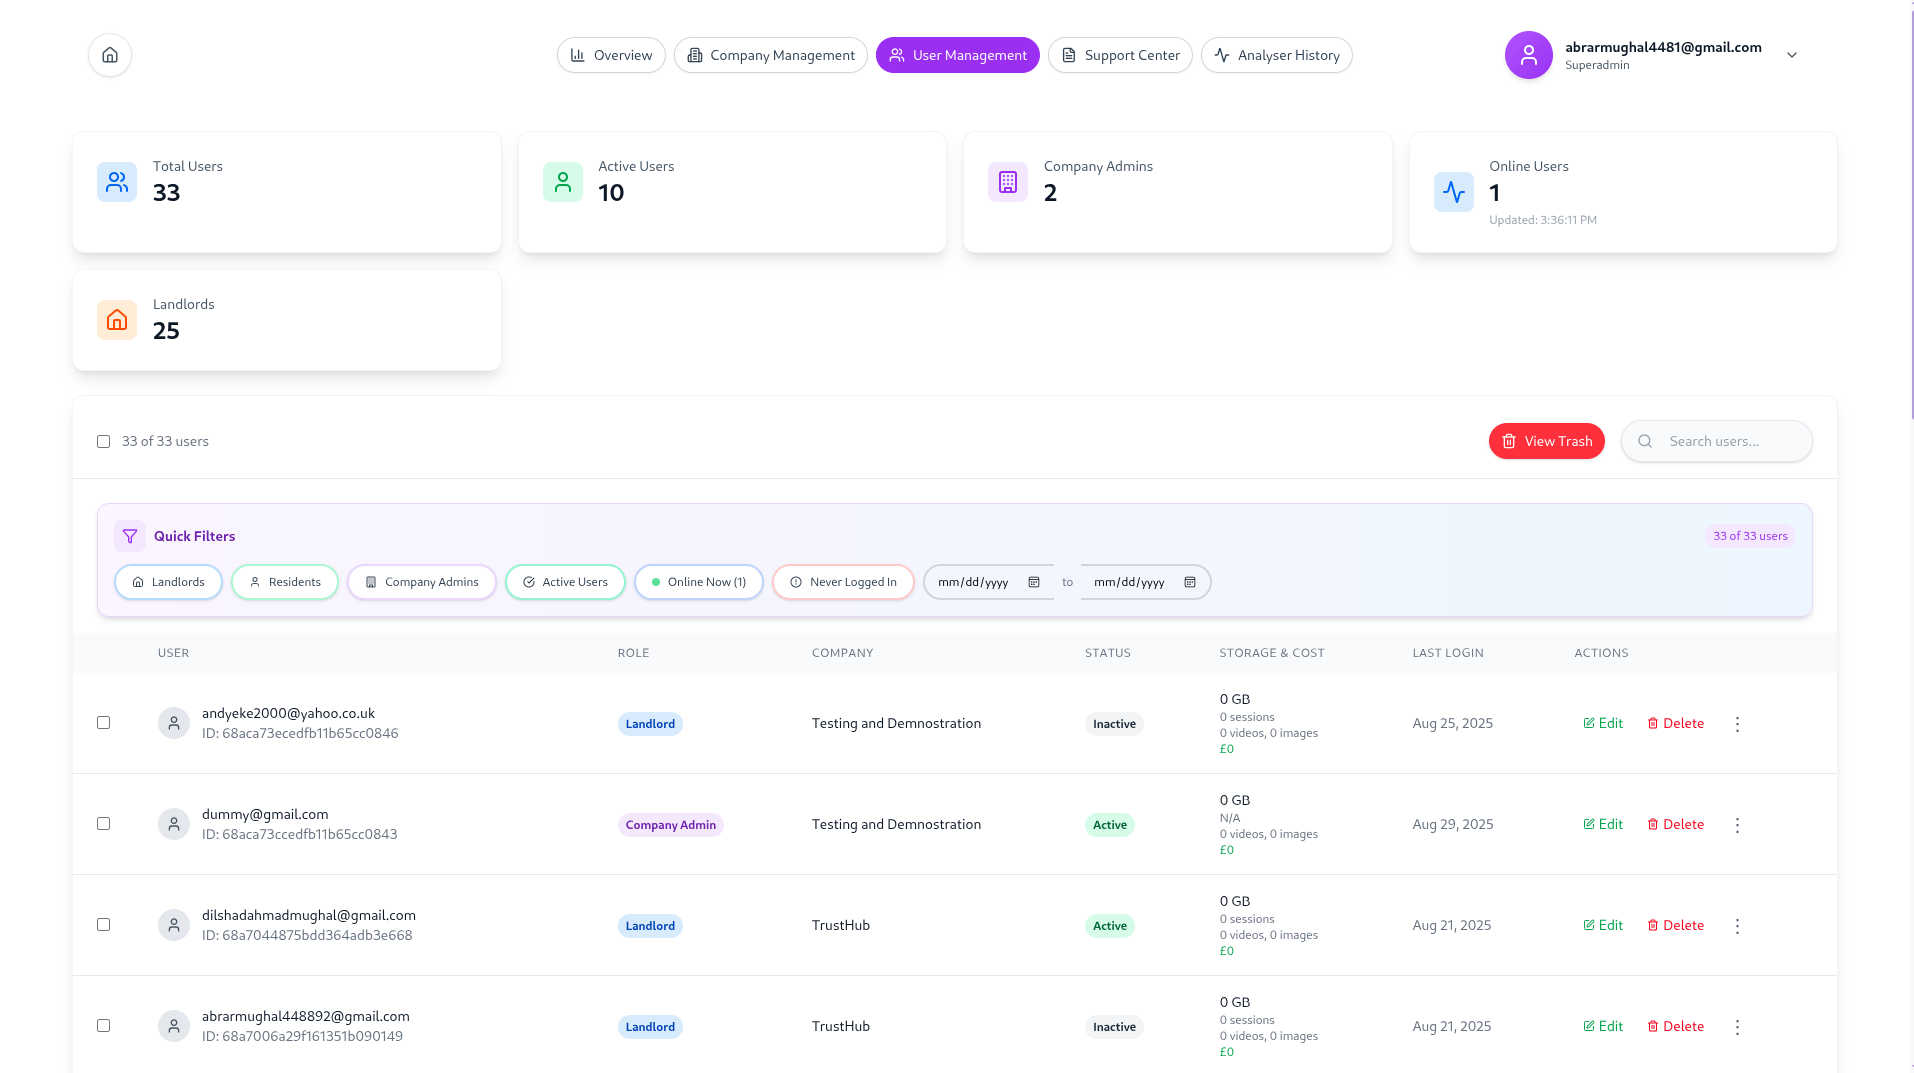 Overview
Company Management
User Management
Support Center
Analyser History
abrarmughal4481@gmail.com
Superadmin
Total Users
33
Active Users
10
Company Admins
2
Online Users
1
Updated: 3:36:11 PM
Landlords
25
33 of 33 users
View Trash
Search users...
Quick Filters
33 of 33 users
Landlords
Residents
Company Admins
Active Users
Online Now (1)
Never Logged In
mm/dd/yyyy
to
mm/dd/yyyy
USER ROLE COMPANY STATUS STORAGE & COST LAST LOGIN ACTIONS
andyeke2000@yahoo.co.uk
ID: 68aca73ecedfb11b65cc0846
Landlord
Testing and Demnostration
Inactive
0 GB
0 sessions
0 videos, 0 images
£0
Aug 25, 2025
Edit
Delete
dummy@gmail.com
ID: 68aca73ccedfb11b65cc0843
Company Admin
Testing and Demnostration
Active
0 GB
N/A
0 videos, 0 images
£0
Aug 29, 2025
Edit
Delete
dilshadahmadmughal@gmail.com
ID: 68a7044875bdd364adb3e668
Landlord
TrustHub
Active
0 GB
0 sessions
0 videos, 0 images
£0
Aug 21, 2025
Edit
Delete
abrarmughal448892@gmail.com
ID: 68a7006a29f161351b090149
Landlord
TrustHub
Inactive
0 GB
0 sessions
0 videos, 0 images
£0
Aug 21, 2025
Edit
Delete